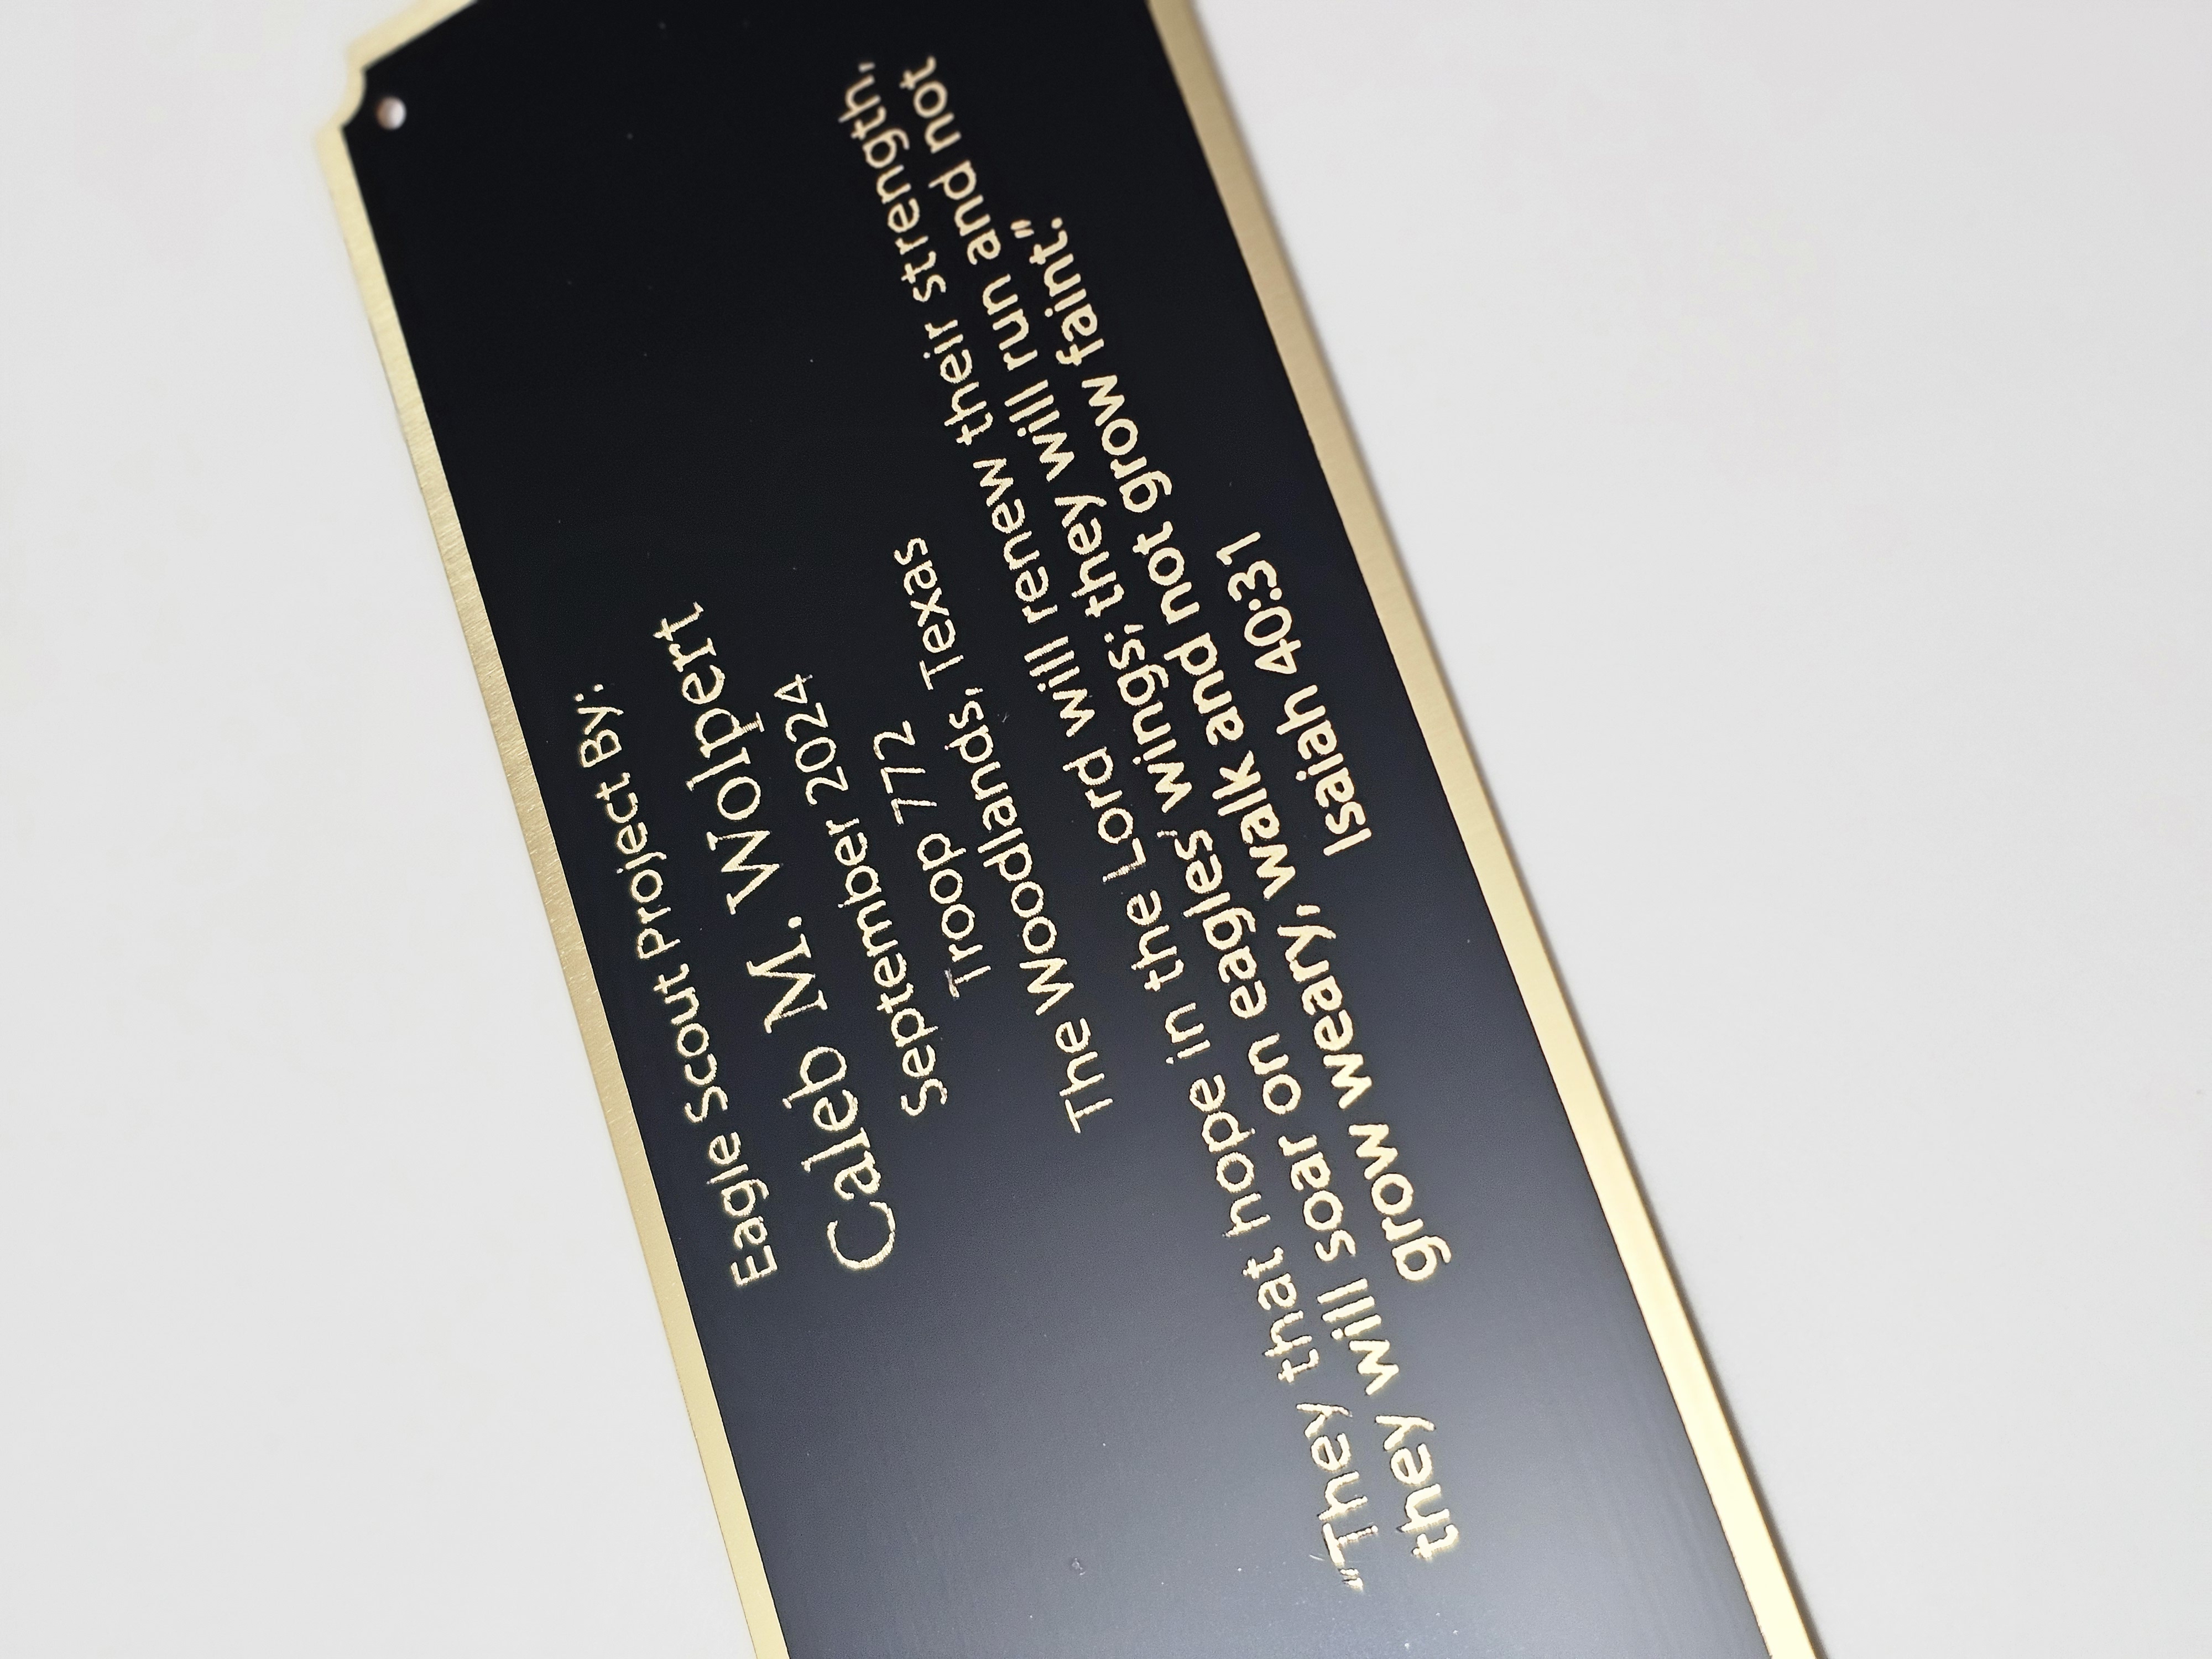 Eagle Scout Project By:
Caleb M. Wolpert
September 2024
Troop 772
The Woodlands, Texas
"They that hope in the Lord will renew their strength,
they will soar on eagles' wings; they will run and not
grow weary, walk and not grow faint."
Isaiah 40:31